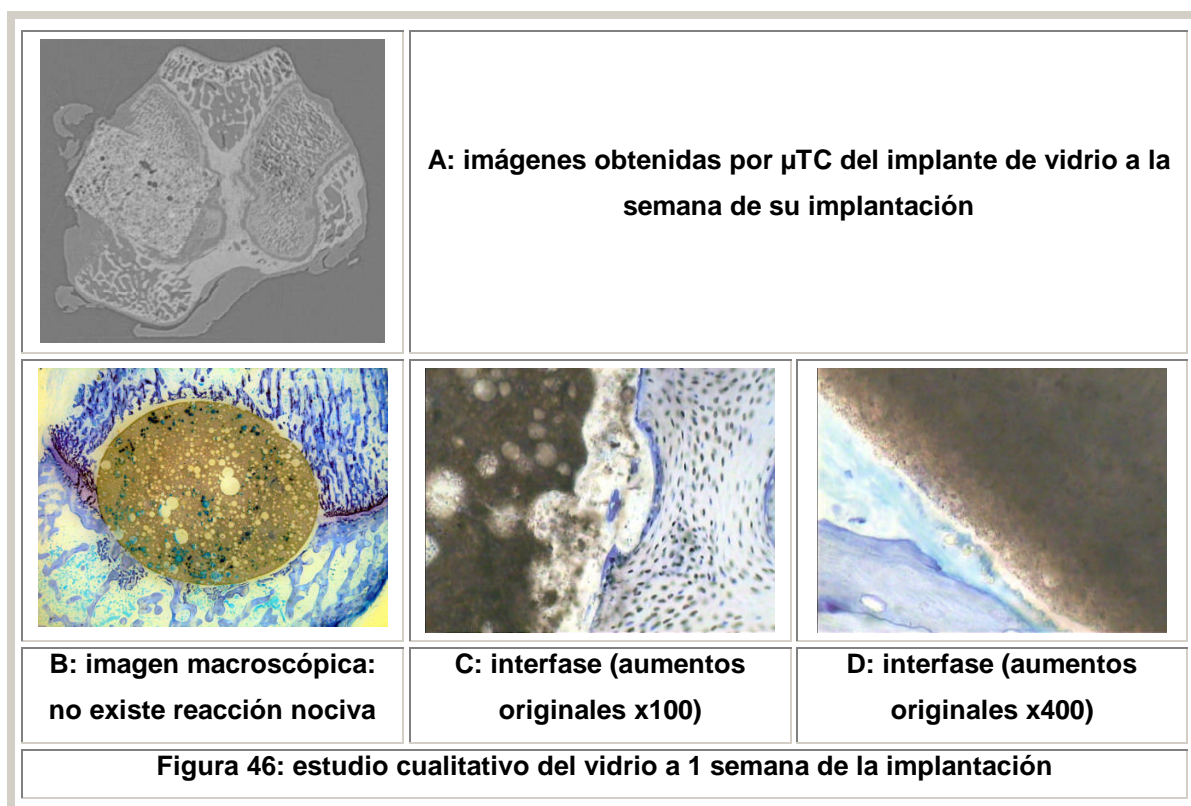 A: imágenes obtenidas por µTC del implante de vidrio a la
semana de su implantación
B: imagen macroscópica:
no existe reacción nociva
C: interfase (aumentos
originales x100)
D: interfase (aumentos
originales x400)
Figura 46: estudio cualitativo del vidrio a 1 semana de la implantación